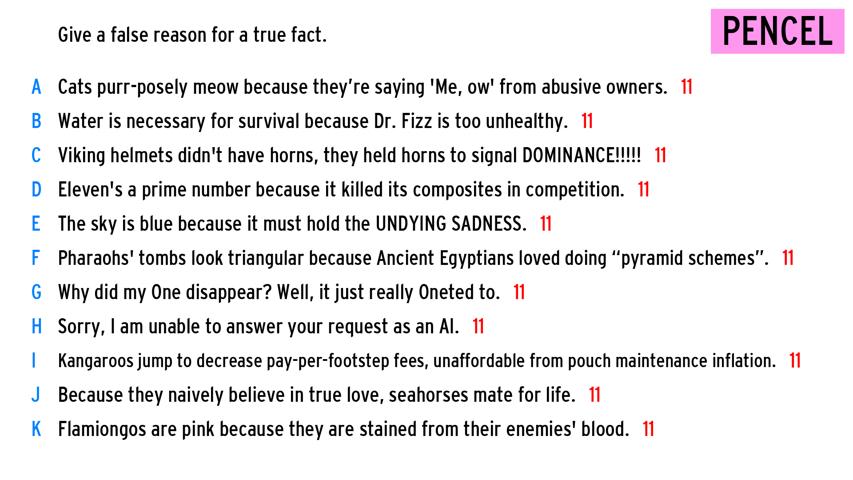 Give a false reason for a true fact.
PENCEL
A Cats purr-posely meow because they’re saying 'Me, ow' from abusive owners. 11
B Water is necessary for survival because Dr. Fizz is too unhealthy. 11
C Viking helmets didn't have horns, they held horns to signal DOMINANCE!!!!! 11
D Eleven's a prime number because it killed its composites in competition. 11
E The sky is blue because it must hold the UNDYING SADNESS. 11
F Pharaohs' tombs look triangular because Ancient Egyptians loved doing “pyramid schemes”. 11
G Why did my One disappear? Well, it just really Oneted to. 11
H Sorry, I am unable to answer your request as an AI. 11
I Kangaroos jump to decrease pay-per-footstep fees, unaffordable from pouch maintenance inflation. 11
J Because they naively believe in true love, seahorses mate for life. 11
K Flamiongos are pink because they are stained from their enemies' blood. 11